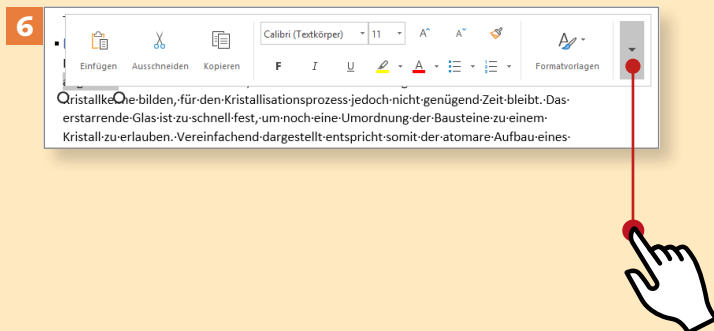 6
Calibri (Textkörper) 11 A A
Einfügen Ausschneiden Kopieren F I U A Formatvorlagen
Kristallkeime·bilden,·für·den·Kristallisationsprozess·jedoch·nicht·genügend·Zeit·bleibt.·Das·
erstarrende·Glas·ist·zu·schnell·fest,·um·noch·eine·Umordnung·der·Bausteine·zu·einem·
Kristall·zu·erlauben.·Vereinfachend·dargestellt·entspricht·somit·der·atomare·Aufbau·eines·